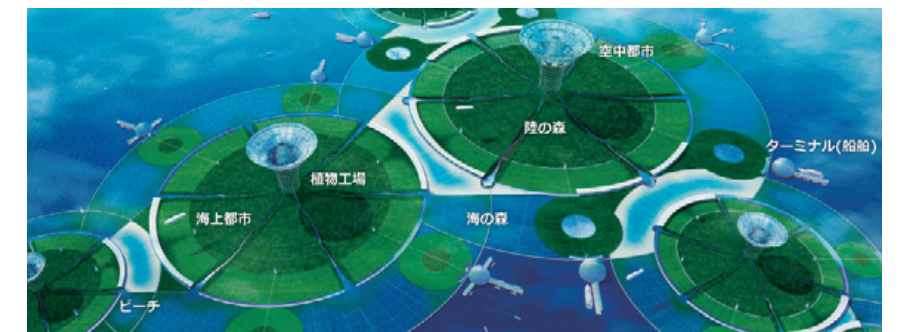 空中都市
陸の森
ターミナル(船舶)
植物工場
海上都市
海の森
ビーチ